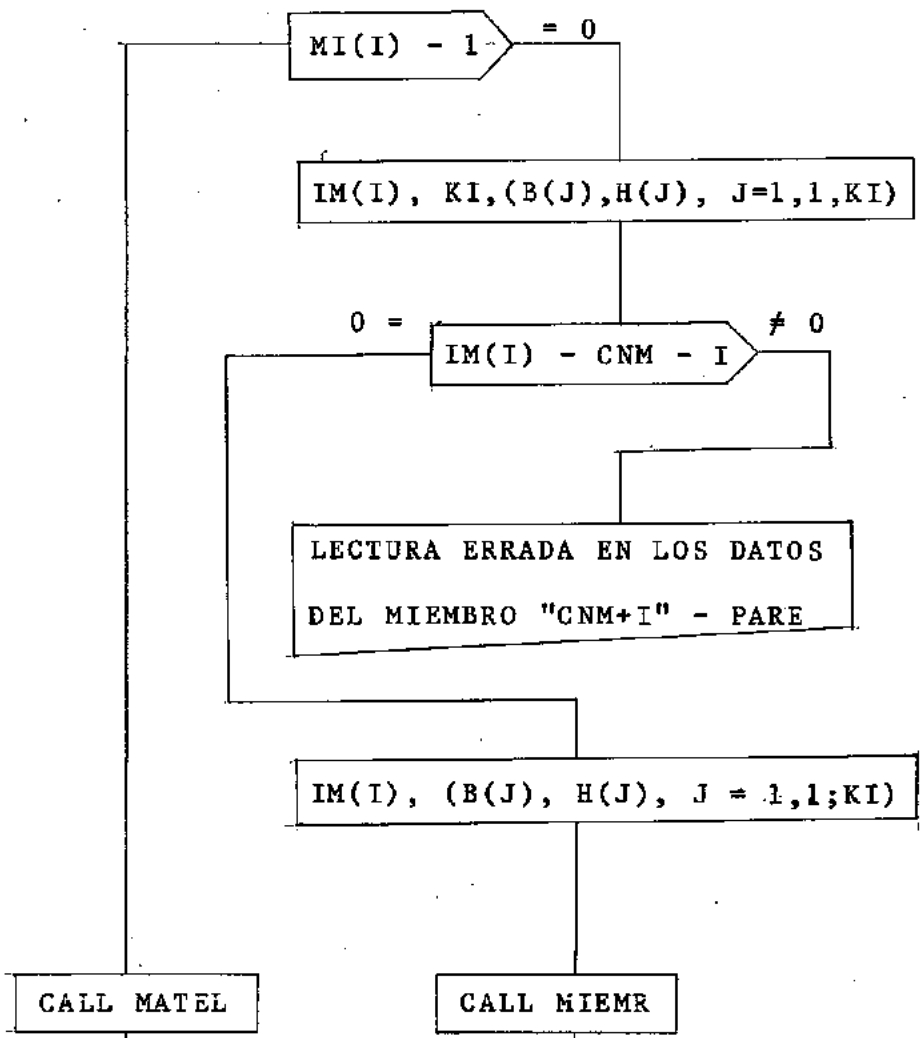 MI(I) - 1
= 0
IM(I), KI,(B(J),H(J), J=1,1,KI)
0 =
≠ 0
IM(I) - CNM - I
LECTURA ERRADA EN LOS DATOS
DEL MIEMBRO "CNM+I" - PARE
IM(I), (B(J), H(J), J = 1,1;KI)
CALL MATEL
CALL MIEMR